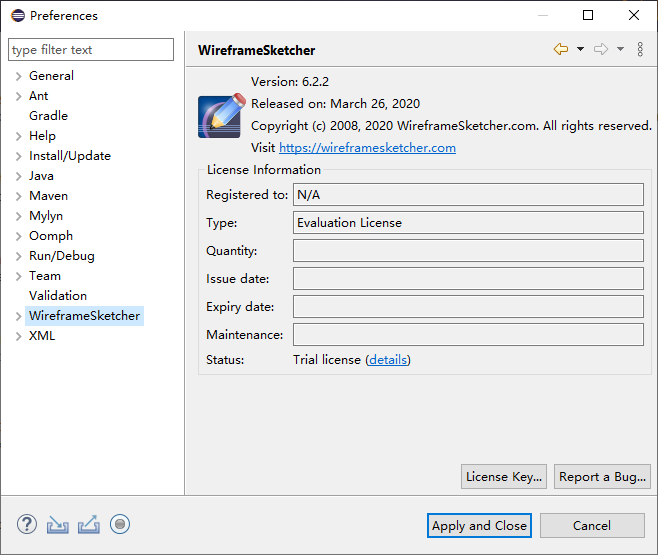 Preferences
type filter text
General
Ant
Gradle
Help
Install/Update
Java
Maven
Mylyn
Oomph
Run/Debug
Team
Validation
WireframeSketcher
XML
WireframeSketcher
Version: 6.2.2
Released on: March 26, 2020
Copyright (c) 2008, 2020 WireframeSketcher.com. All rights reserved.
Visit https://wireframesketcher.com
License Information
Registered to: N/A
Type: Evaluation License
Quantity:
Issue date:
Expiry date:
Maintenance:
Status: Trial license (details)
License Key... Report a Bug...
? Apply and Close Cancel